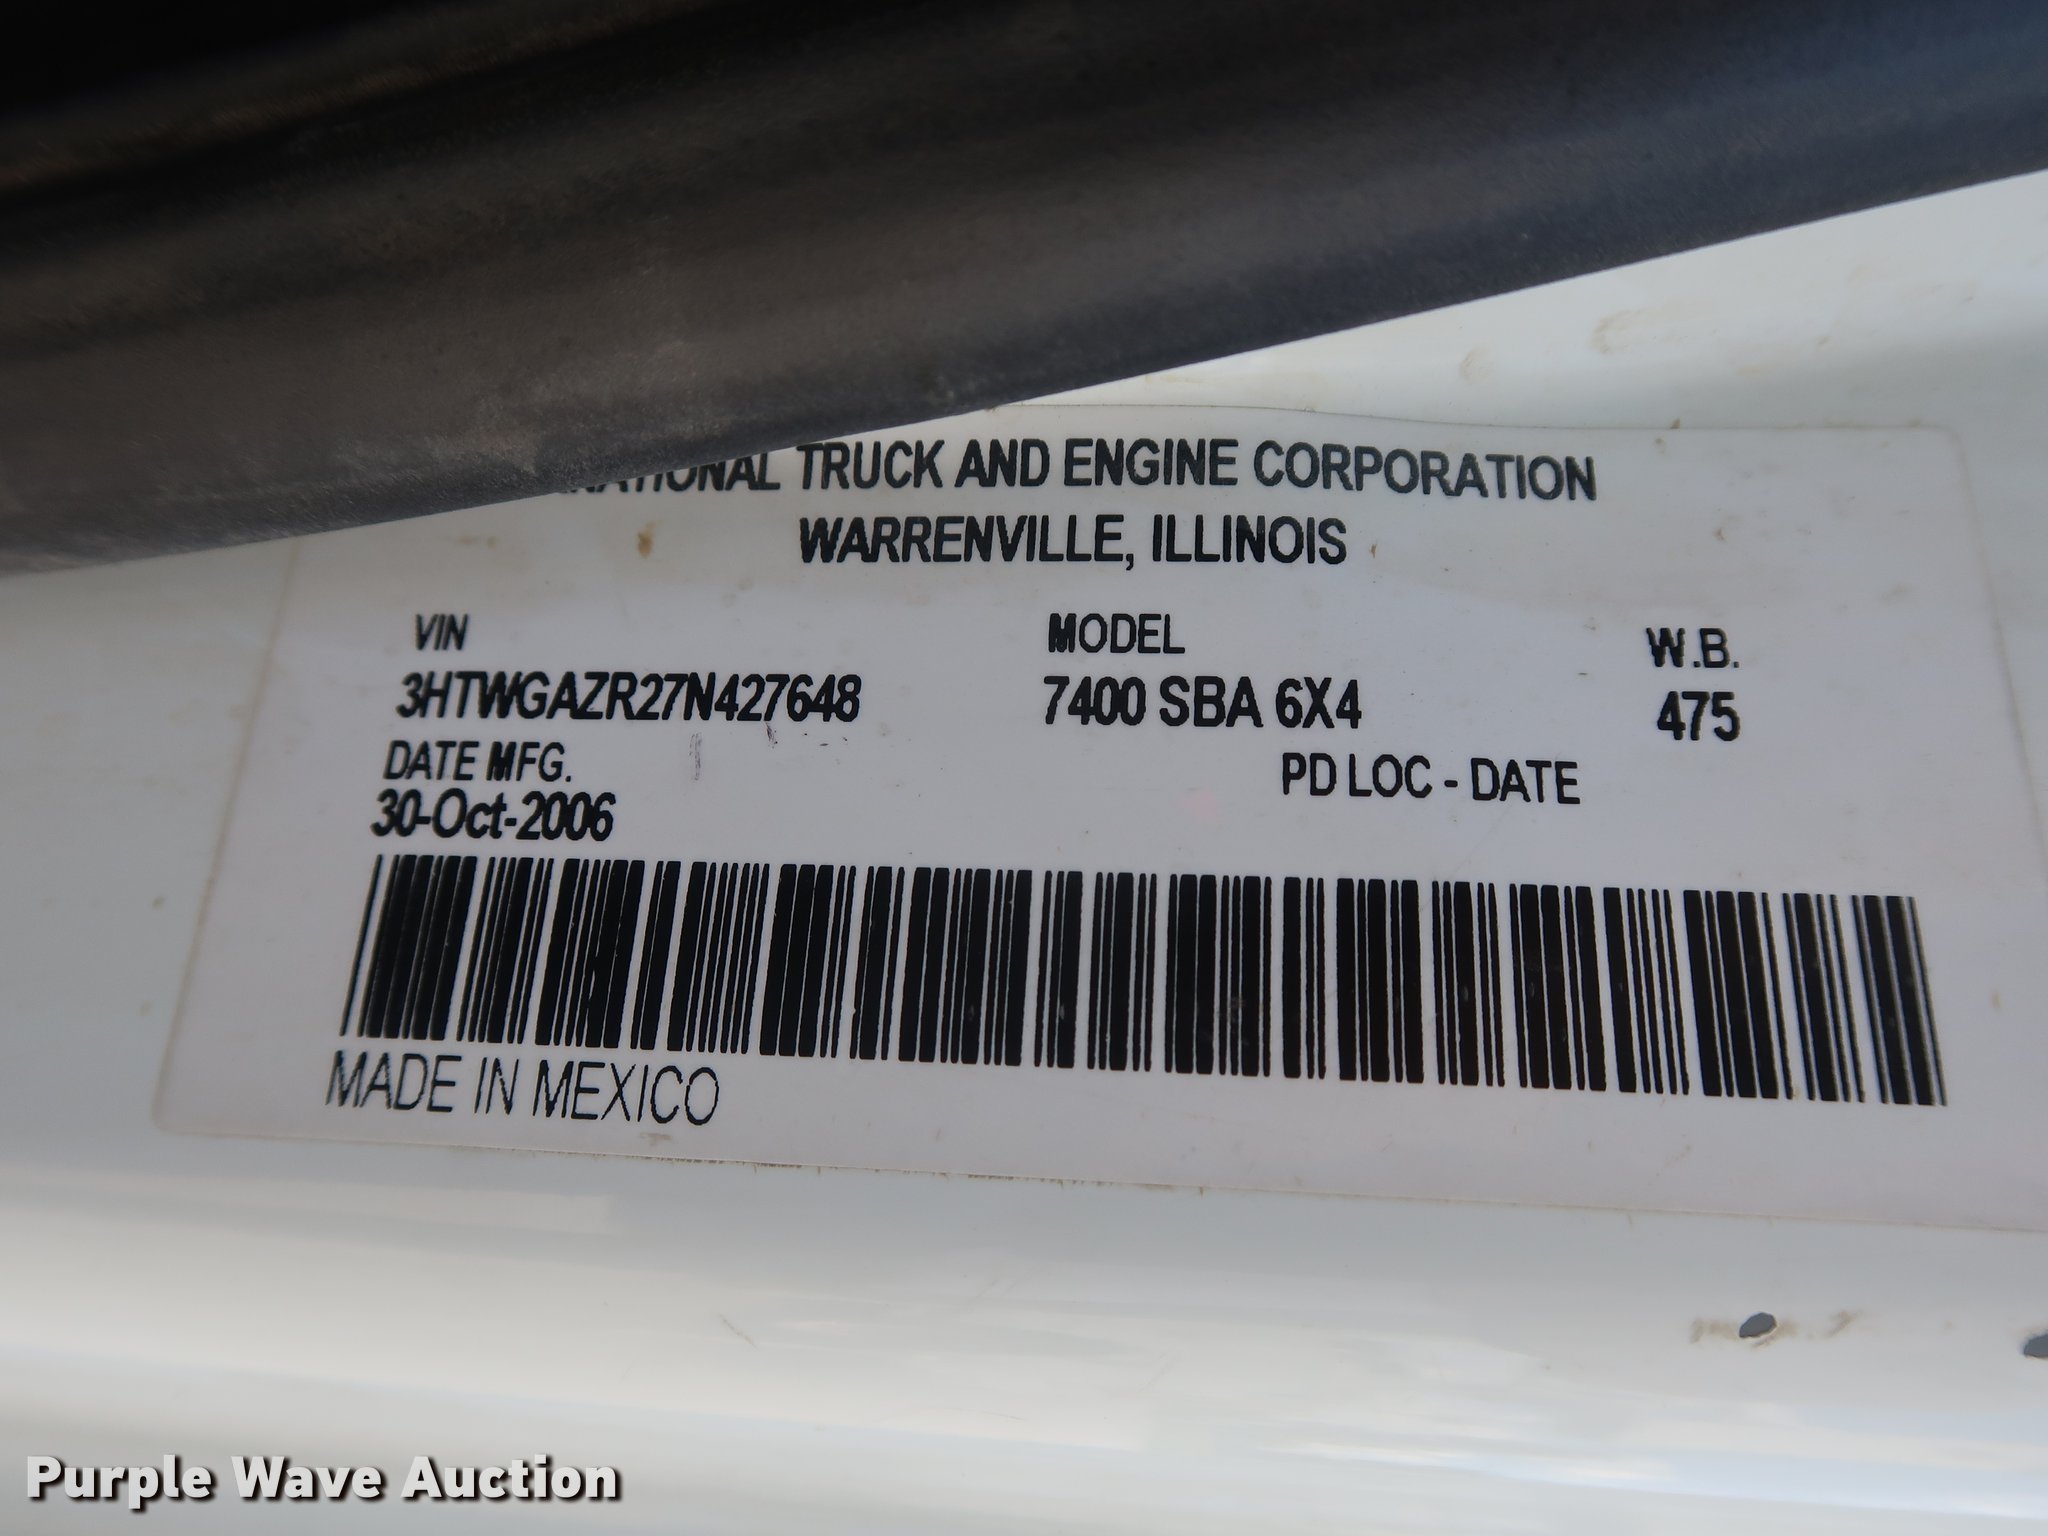 TRUCK AND ENGINE CORPORATION
WARRENVILLE, ILLINOIS
VIN MODEL W.B.
3HTWGAZR27N427648 7400 SBA 6X4 475
DATE MFG. PD LOC - DATE
30-Oct-2006
MADE IN MEXICO
Purple Wave Auction